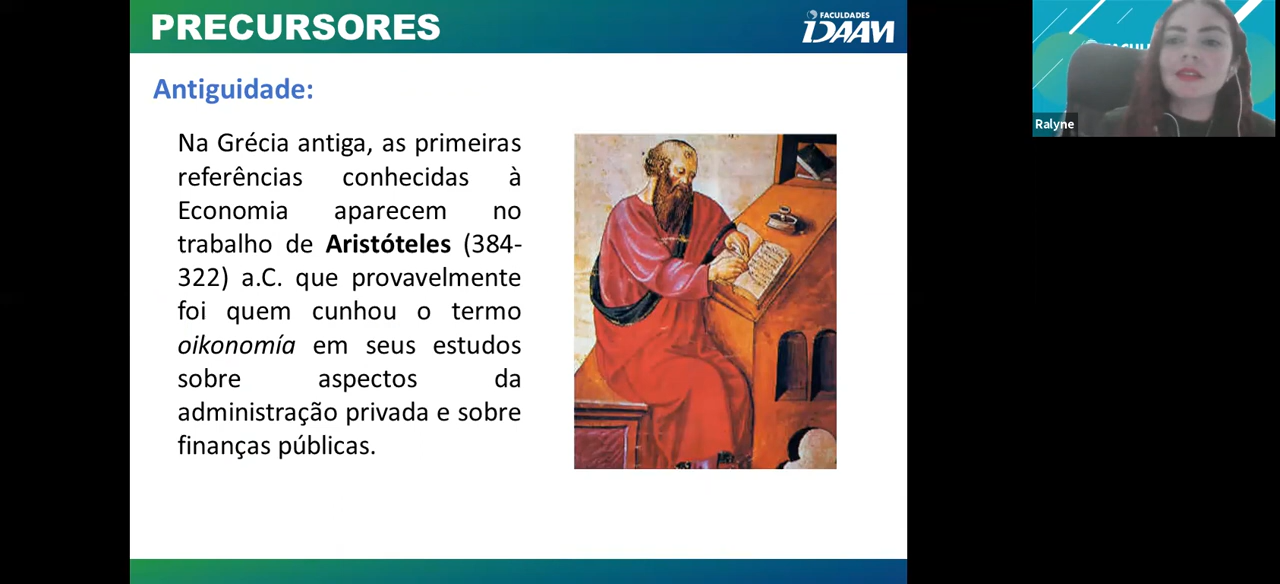 PRECURSORES
FACULDADES
IDAAM
Antiguidade:
Na Grécia antiga, as primeiras
referências conhecidas à
Economia aparecem no
trabalho de Aristóteles (384-
322) a.C. que provavelmente
foi quem cunhou o termo
oikonomía em seus estudos
sobre aspectos da
administração privada e sobre
finanças públicas.
Ralyne